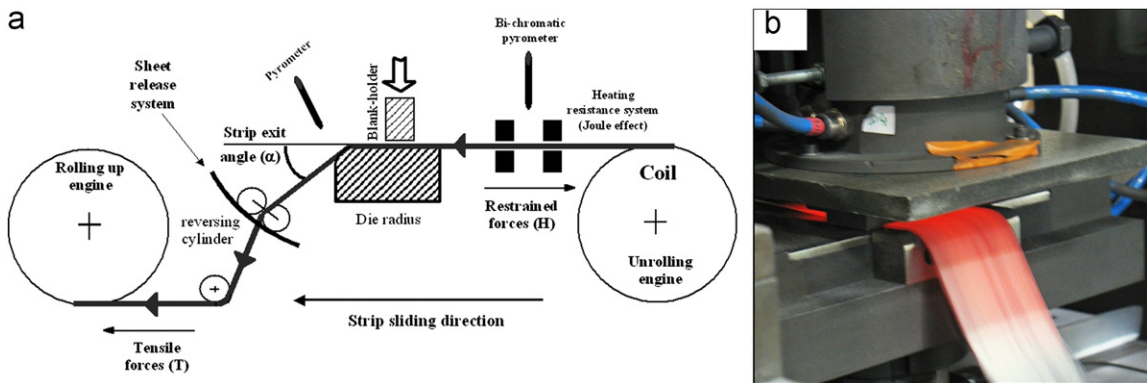 a
Pyrometer
Bi-chromatic
pyrometer
Sheet
release
system
Blank-holder
Heating
resistance system
(Joule effect)
Strip exit
angle (α)
Rolling up
engine
Coil
Die radius
Restrained
forces (H)
reversing
cylinder
Unrolling
engine
Strip sliding direction
Tensile
forces (T)
b